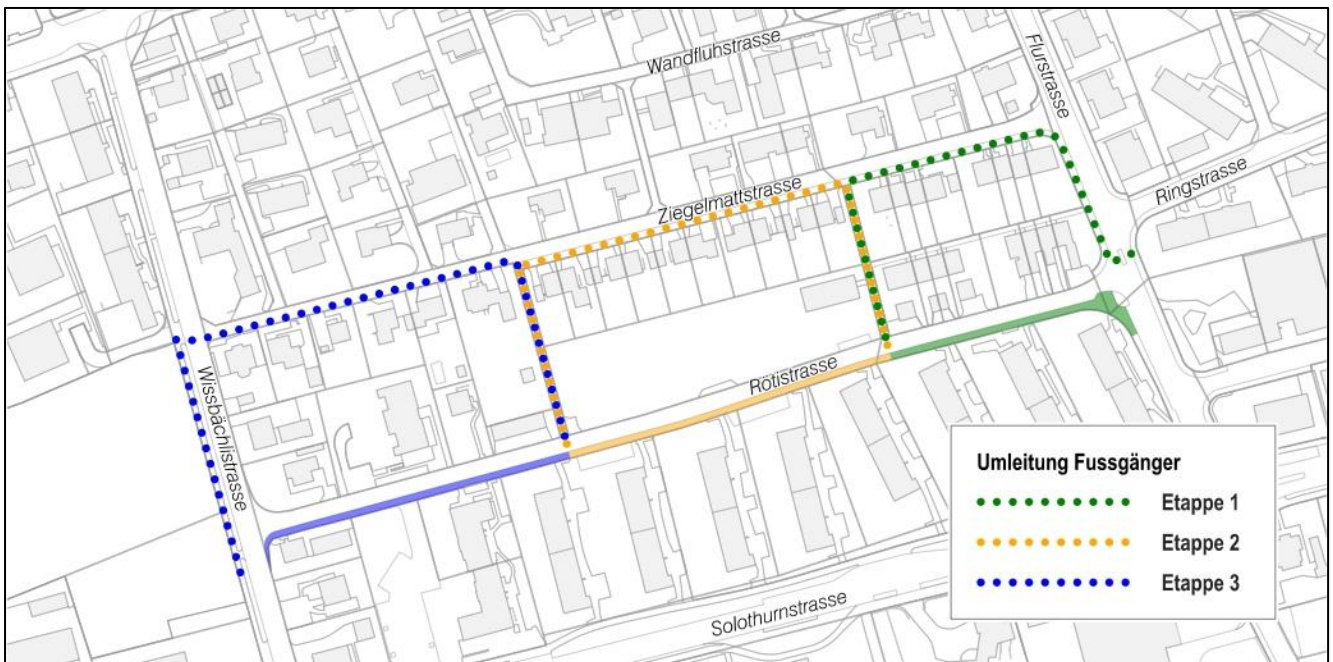 Wandfluhstrasse
Flurstrasse
Ringstrasse
Ziegelmattstrasse
Rötistrasse
Wissbächlistrasse
Solothurnstrasse
Umleitung Fussgänger
Etappe 1
Etappe 2
Etappe 3